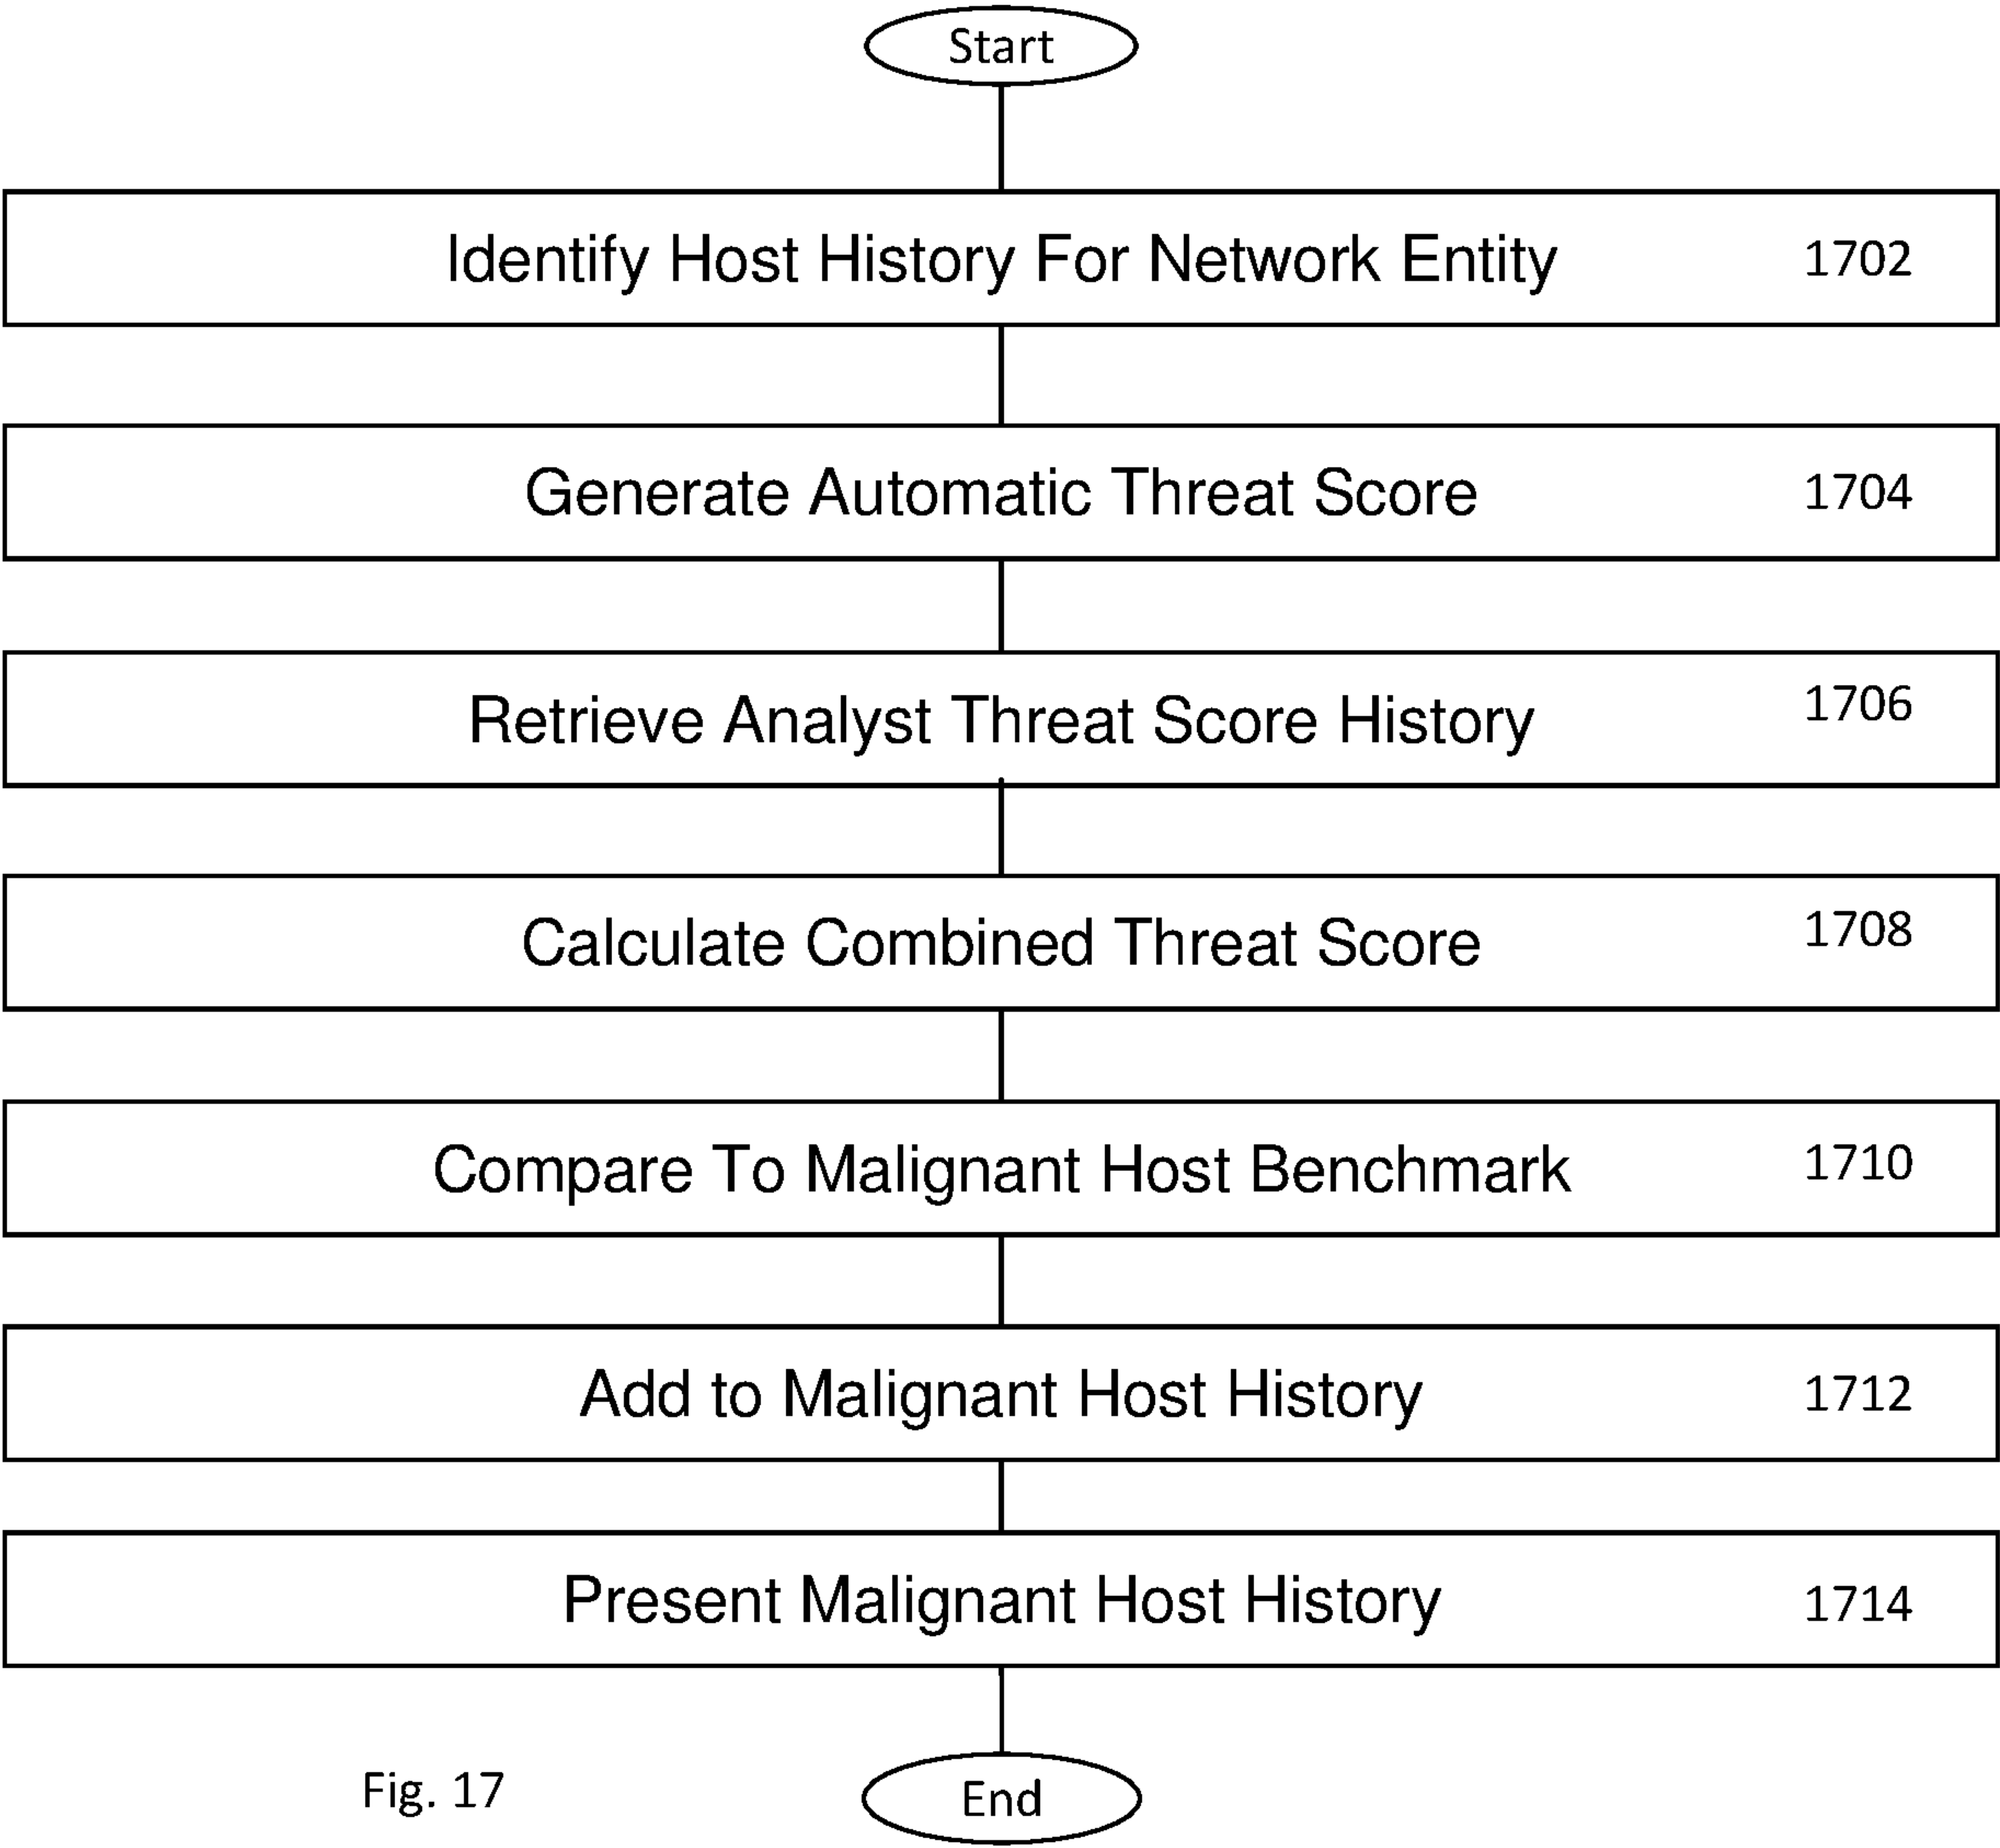 Start
Identify Host History For Network Entity 1702
Generate Automatic Threat Score 1704
Retrieve Analyst Threat Score History 1706
Calculate Combined Threat Score 1708
Compare To Malignant Host Benchmark 1710
Add to Malignant Host History 1712
Present Malignant Host History 1714
Fig. 17
End